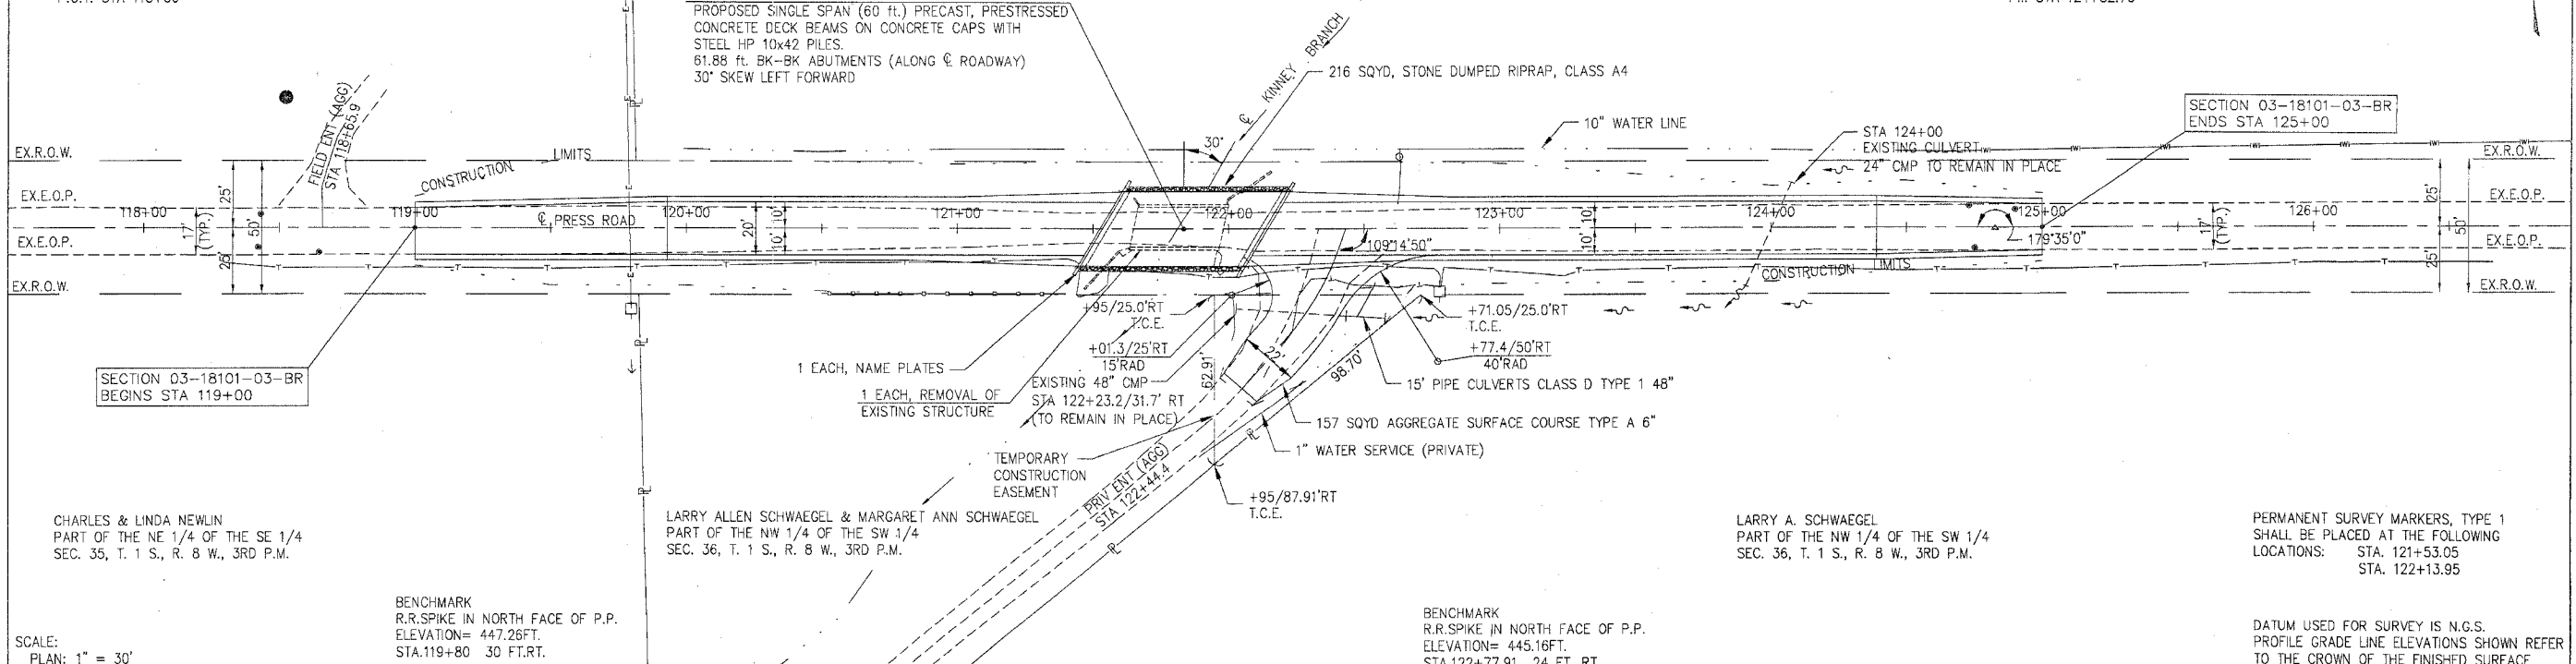 PROPOSED SINGLE SPAN (60 ft.) PRECAST, PRESTRESSED
CONCRETE DECK BEAMS ON CONCRETE CAPS WITH
STEEL HP 10x42 PILES.
61.88 ft. BK-BK ABUTMENTS (ALONG ℄ ROADWAY)
30° SKEW LEFT FORWARD
℄ KINNEY BRANCH
216 SQYD, STONE DUMPED RIPRAP, CLASS A4
10" WATER LINE
SECTION 03-18101-03-BR
ENDS STA 125+00
STA 124+00
EXISTING CULVERT
24" CMP TO REMAIN IN PLACE
FIELD ENT (AGG)
STA 118+65.9
30°
EX.R.O.W.
CONSTRUCTION LIMITS
EX.R.O.W.
EX.E.O.P.
25'
25'
EX.E.O.P.
118+00
119+00
℄ PRESS ROAD
120+00
121+00
122+00
123+00
124+00
125+00
126+00
17'
(TYP.)
50'
20'
10'
10'
10'
10'
17'
(TYP.)
50'
EX.E.O.P.
EX.E.O.P.
109°14'50"
179°35'0"
25'
25'
CONSTRUCTION LIMITS
EX.R.O.W.
EX.R.O.W.
+95/25.0'RT
T.C.E.
+71.05/25.0'RT
T.C.E.
+01.3/25'RT
15'RAD
+77.4/50'RT
40'RAD
22'
62.91'
98.70'
1 EACH, NAME PLATES
EXISTING 48" CMP
STA 122+23.2/31.7' RT
(TO REMAIN IN PLACE)
15' PIPE CULVERTS CLASS D TYPE 1 48"
SECTION 03-18101-03-BR
BEGINS STA 119+00
1 EACH, REMOVAL OF
EXISTING STRUCTURE
157 SQYD AGGREGATE SURFACE COURSE TYPE A 6"
1" WATER SERVICE (PRIVATE)
TEMPORARY
CONSTRUCTION
EASEMENT
PRIV ENT (AGG)
STA 122+44.4
+95/87.91'RT
T.C.E.
CHARLES & LINDA NEWLIN
PART OF THE NE 1/4 OF THE SE 1/4
SEC. 35, T. 1 S., R. 8 W., 3RD P.M.
LARRY ALLEN SCHWAEGEL & MARGARET ANN SCHWAEGEL
PART OF THE NW 1/4 OF THE SW 1/4
SEC. 36, T. 1 S., R. 8 W., 3RD P.M.
LARRY A. SCHWAEGEL
PART OF THE NW 1/4 OF THE SW 1/4
SEC. 36, T. 1 S., R. 8 W., 3RD P.M.
PERMANENT SURVEY MARKERS, TYPE 1
SHALL BE PLACED AT THE FOLLOWING
LOCATIONS: STA. 121+53.05
STA. 122+13.95
BENCHMARK
R.R.SPIKE IN NORTH FACE OF P.P.
ELEVATION= 447.26FT.
STA.119+80 30 FT.RT.
BENCHMARK
R.R.SPIKE IN NORTH FACE OF P.P.
ELEVATION= 445.16FT.
STA.122+77.91 24 FT. RT
SCALE:
PLAN: 1" = 30'
DATUM USED FOR SURVEY IS N.G.S.
PROFILE GRADE LINE ELEVATIONS SHOWN REFER
TO THE CROWN OF THE FINISHED SURFACE